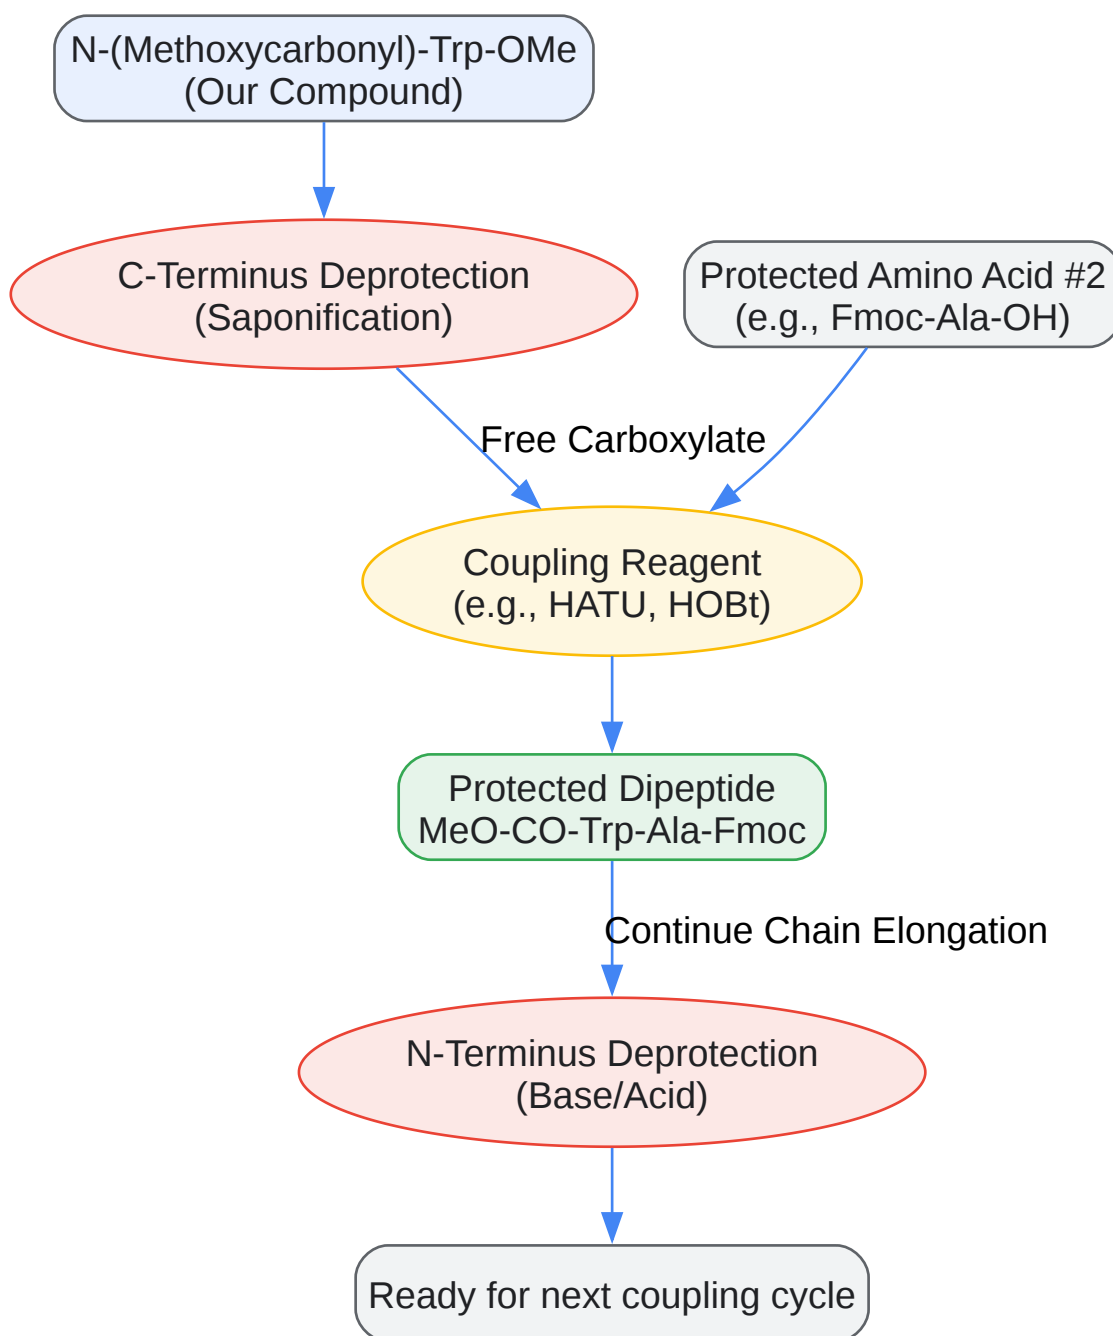 N-(Methoxycarbonyl)-Trp-OMe
(Our Compound)
C-Terminus Deprotection
(Saponification)
Protected Amino Acid #2
(e.g., Fmoc-Ala-OH)
Free Carboxylate
Coupling Reagent
(e.g., HATU, HOBt)
Protected Dipeptide
MeO-CO-Trp-Ala-Fmoc
Continue Chain Elongation
N-Terminus Deprotection
(Base/Acid)
Ready for next coupling cycle